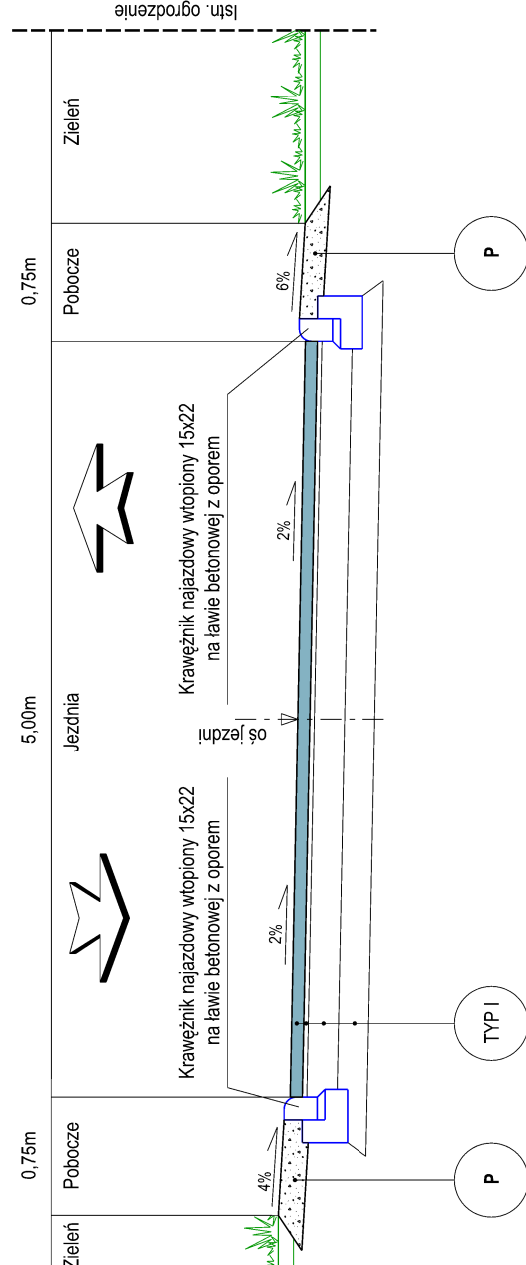 Zieleń
0,75m
Pobocze
5,00m
Jezdnia
0,75m
Pobocze
Zieleń
Istn. ogrodzenie
Krawężnik najazdowy wtopiony 15x22
na ławie betonowej z oporem
Krawężnik najazdowy wtopiony 15x22
na ławie betonowej z oporem
oś jezdni
4%
2%
2%
6%
P
TYP I
P